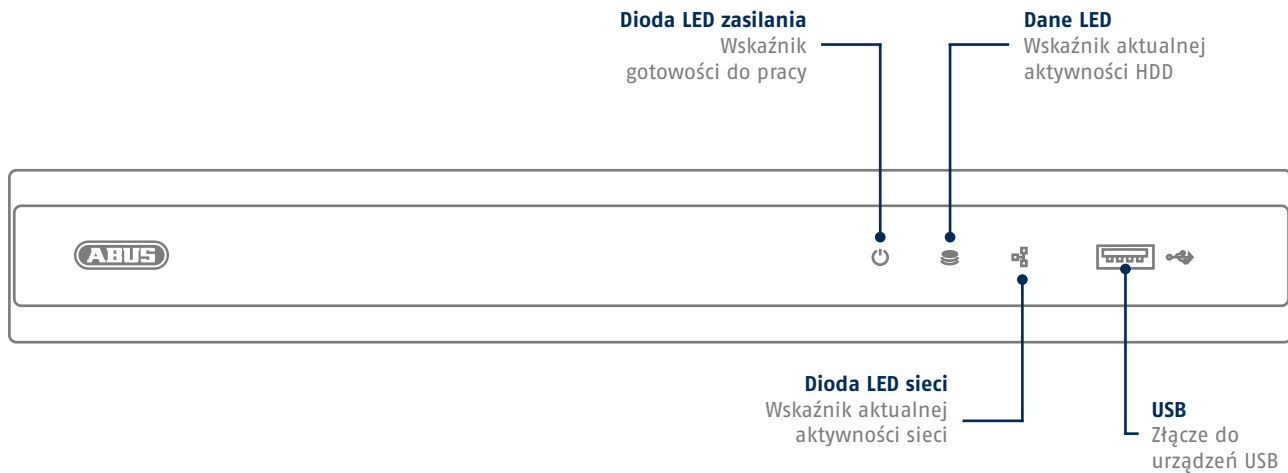 Dioda LED zasilania
Wskaźnik
gotowości do pracy
Dane LED
Wskaźnik aktualnej
aktywności HDD
ABUS
Dioda LED sieci
Wskaźnik aktualnej
aktywności sieci
USB
Złącze do
urządzeń USB